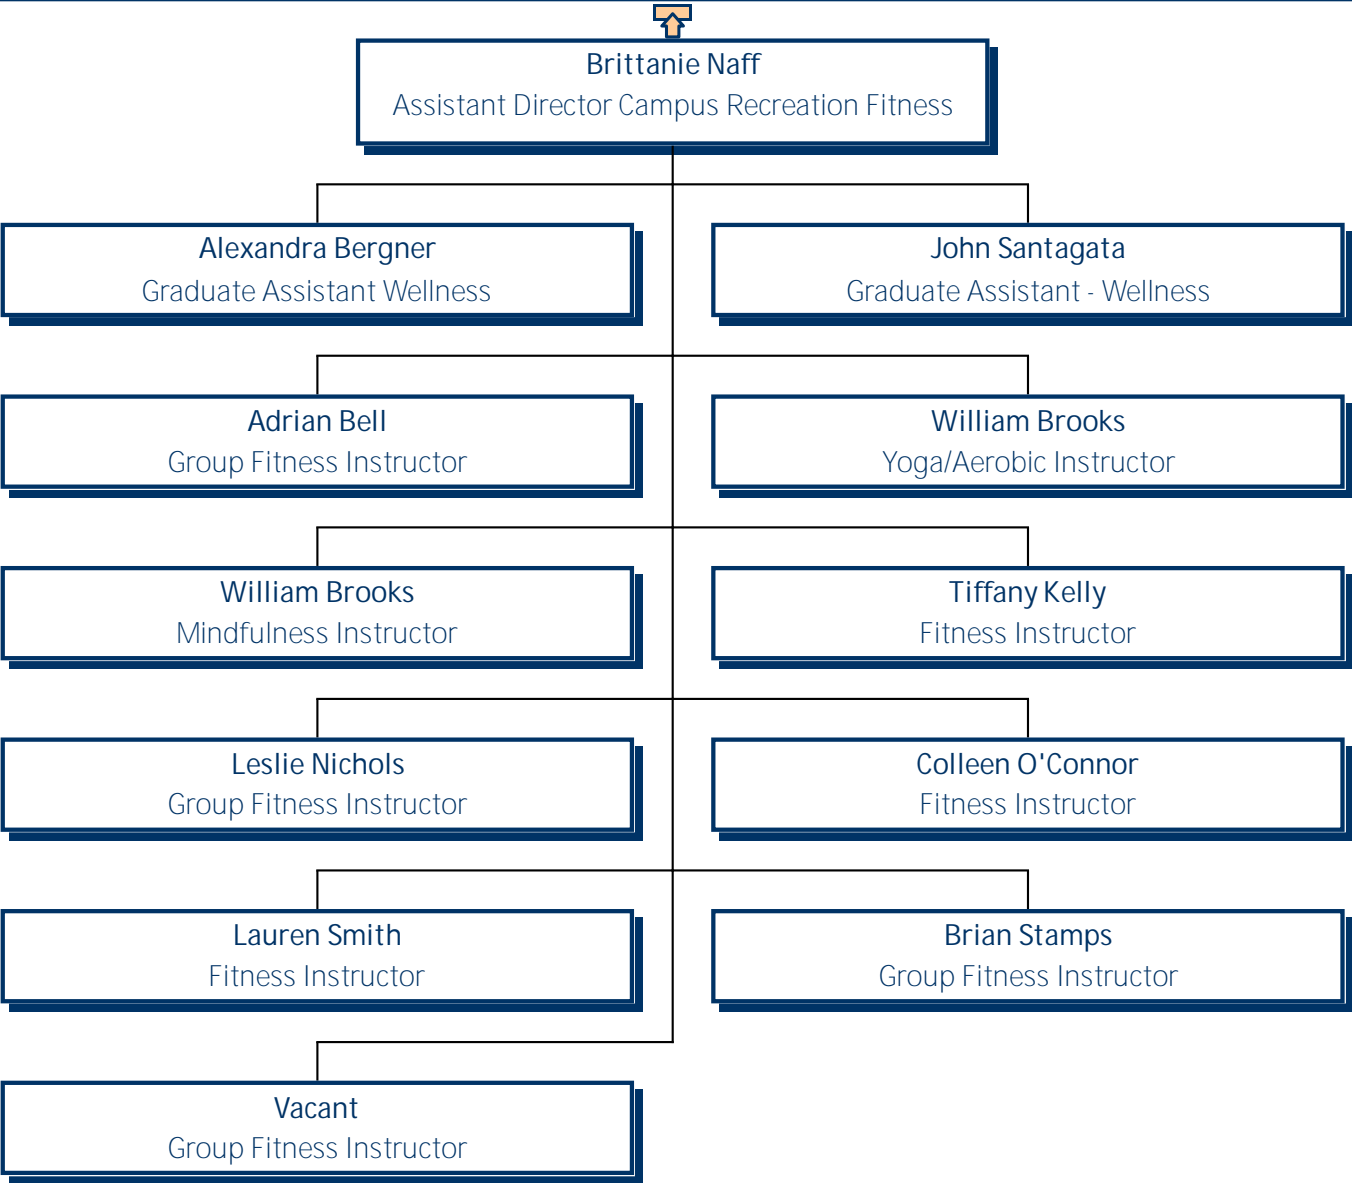 Brittanie Naff
Assistant Director Campus Recreation Fitness
Alexandra Bergner
Graduate Assistant Wellness
John Santagata
Graduate Assistant - Wellness
Adrian Bell
Group Fitness Instructor
William Brooks
Yoga/Aerobic Instructor
William Brooks
Mindfulness Instructor
Tiffany Kelly
Fitness Instructor
Leslie Nichols
Group Fitness Instructor
Colleen O'Connor
Fitness Instructor
Lauren Smith
Fitness Instructor
Brian Stamps
Group Fitness Instructor
Vacant
Group Fitness Instructor